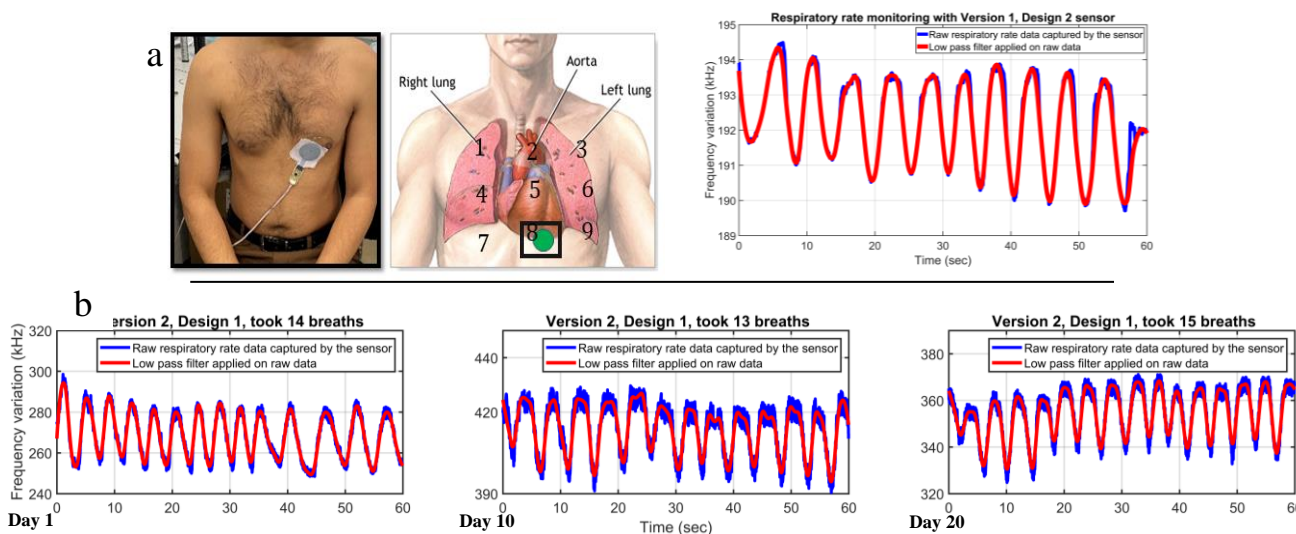 a
Right lung
Aorta
Left lung
1
2
3
4
5
6
7
8
9
Respiratory rate monitoring with Version 1, Design 2 sensor
Raw respiratory rate data captured by the sensor
Low pass filter applied on raw data
Frequency variation (kHz)
195
194
193
192
191
190
189
0 10 20 30 40 50 60
Time (sec)
b
ersion 2, Design 1, took 14 breaths
Raw respiratory rate data captured by the sensor
Low pass filter applied on raw data
Frequency variation (kHz)
320
300
280
260
240
0 10 20 30 40 50 60
Day 1
Version 2, Design 1, took 13 breaths
Raw respiratory rate data captured by the sensor
Low pass filter applied on raw data
440
420
390
0 10 20 30 40 50 60
Time (sec)
Day 10
Version 2, Design 1, took 15 breaths
Raw respiratory rate data captured by the sensor
Low pass filter applied on raw data
380
360
340
320
0 10 20 30 40 50 60
Day 20